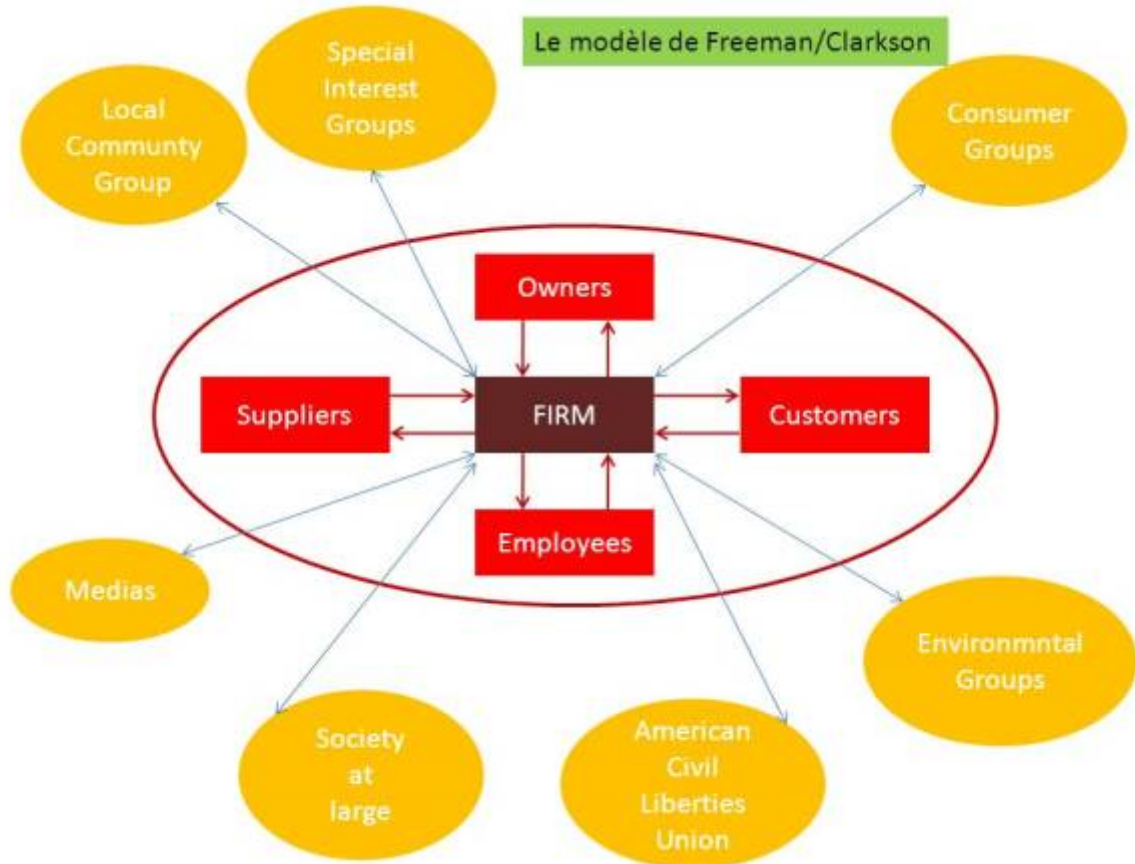 Le modèle de Freeman/Clarkson
Special
Interest
Groups
Local
Communty
Group
Consumer
Groups
Owners
Suppliers
FIRM
Customers
Employees
Medias
Environmntal
Groups
Society
at
large
American
Civil
Liberties
Union